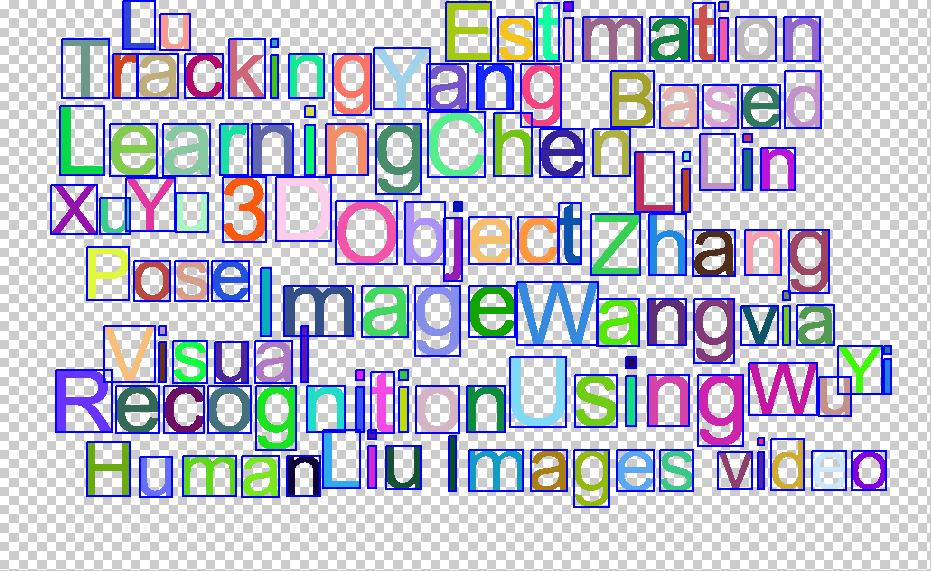 Lu Estimation
Tracking Yang Based
Learning Chen Li Lin
Xu Yu 3D Object Zhang
Pose Image Wang via
Visual Yi
Recognition Using Wu
Human Liu Images video